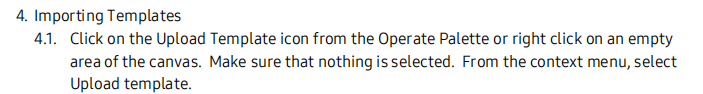 4. Importing Templates
4.1. Click on the Upload Template icon from the Operate Palette or right click on an empty
area of the canvas. Make sure that nothing is selected. From the context menu, select
Upload template.